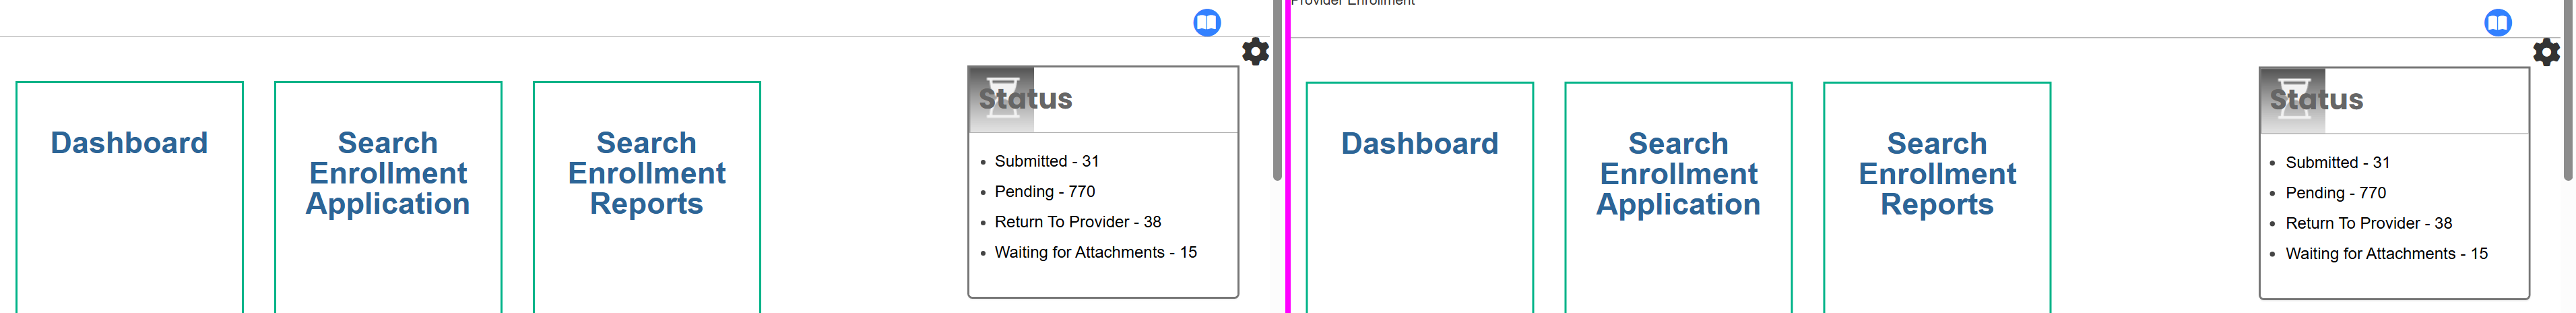 Dashboard
Search
Enrollment
Application
Search
Enrollment
Reports
Status
Submitted - 31
Pending - 770
Return To Provider - 38
Waiting for Attachments - 15
Provider Enrollment
Dashboard
Search
Enrollment
Application
Search
Enrollment
Reports
Status
Submitted - 31
Pending - 770
Return To Provider - 38
Waiting for Attachments - 15